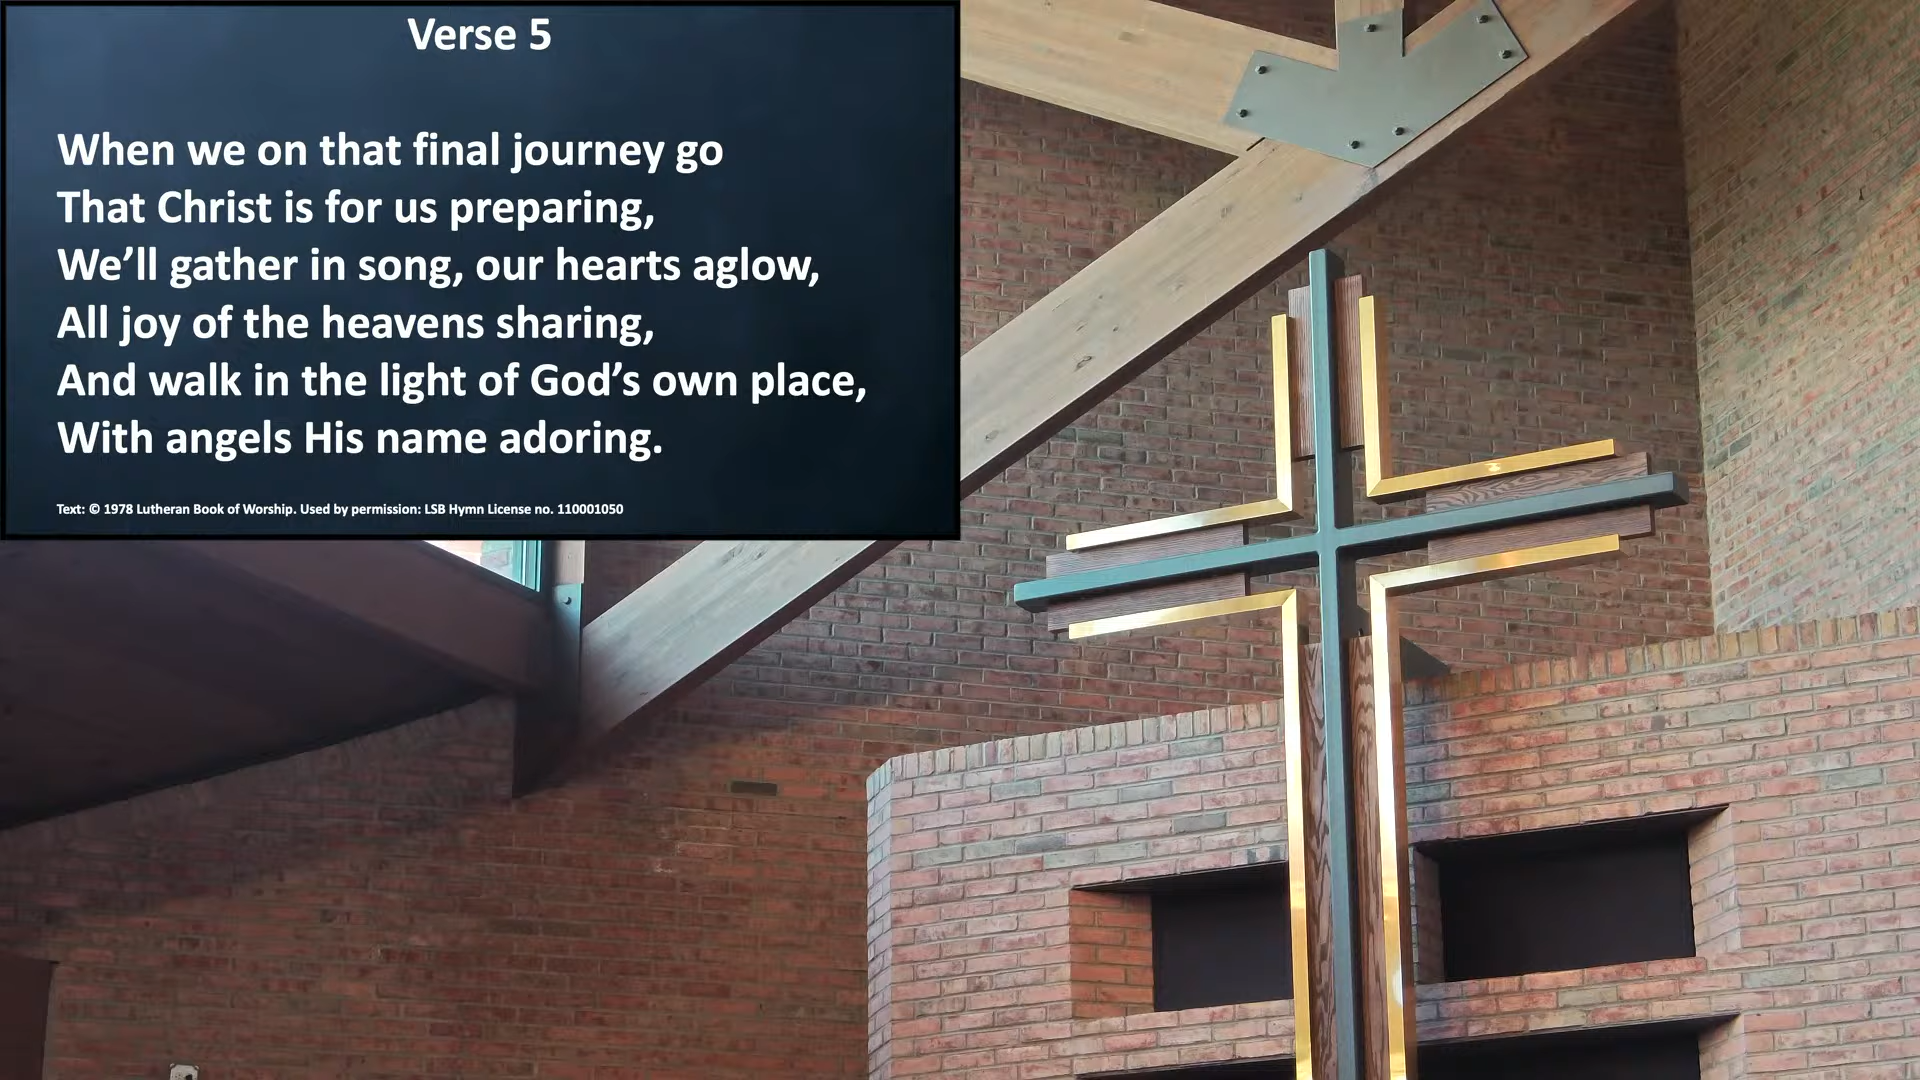 Verse 5
When we on that final journey go
That Christ is for us preparing,
We’ll gather in song, our hearts aglow,
All joy of the heavens sharing,
And walk in the light of God’s own place,
With angels His name adoring.
Text: © 1978 Lutheran Book of Worship. Used by permission: LSB Hymn License no. 110001050